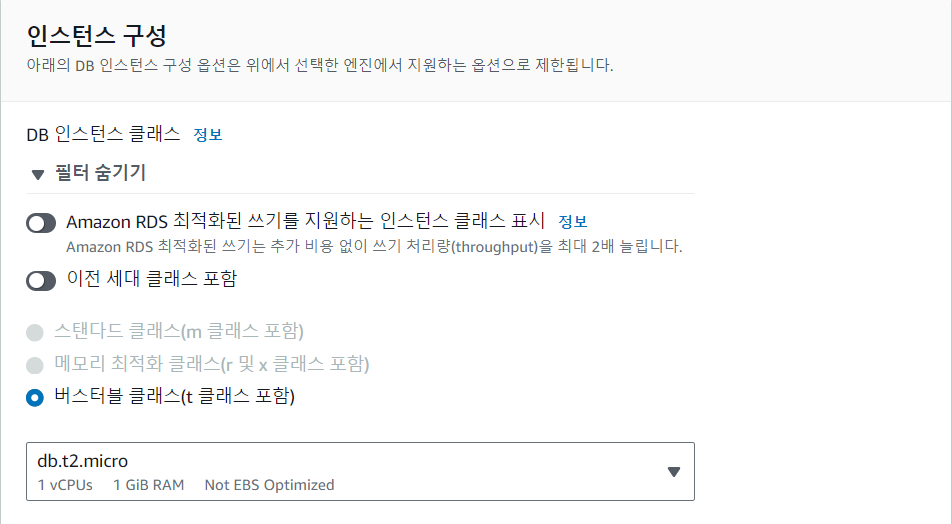 인스턴스 구성
아래의 DB 인스턴스 구성 옵션은 위에서 선택한 엔진에서 지원하는 옵션으로 제한됩니다.
DB 인스턴스 클래스 정보
필터 숨기기
Amazon RDS 최적화된 쓰기를 지원하는 인스턴스 클래스 표시 정보
Amazon RDS 최적화된 쓰기는 추가 비용 없이 쓰기 처리량(throughput)을 최대 2배 늘립니다.
이전 세대 클래스 포함
스탠다드 클래스(m 클래스 포함)
메모리 최적화 클래스(r 및 x 클래스 포함)
버스터블 클래스(t 클래스 포함)
db.t2.micro
1 vCPUs 1 GiB RAM Not EBS Optimized